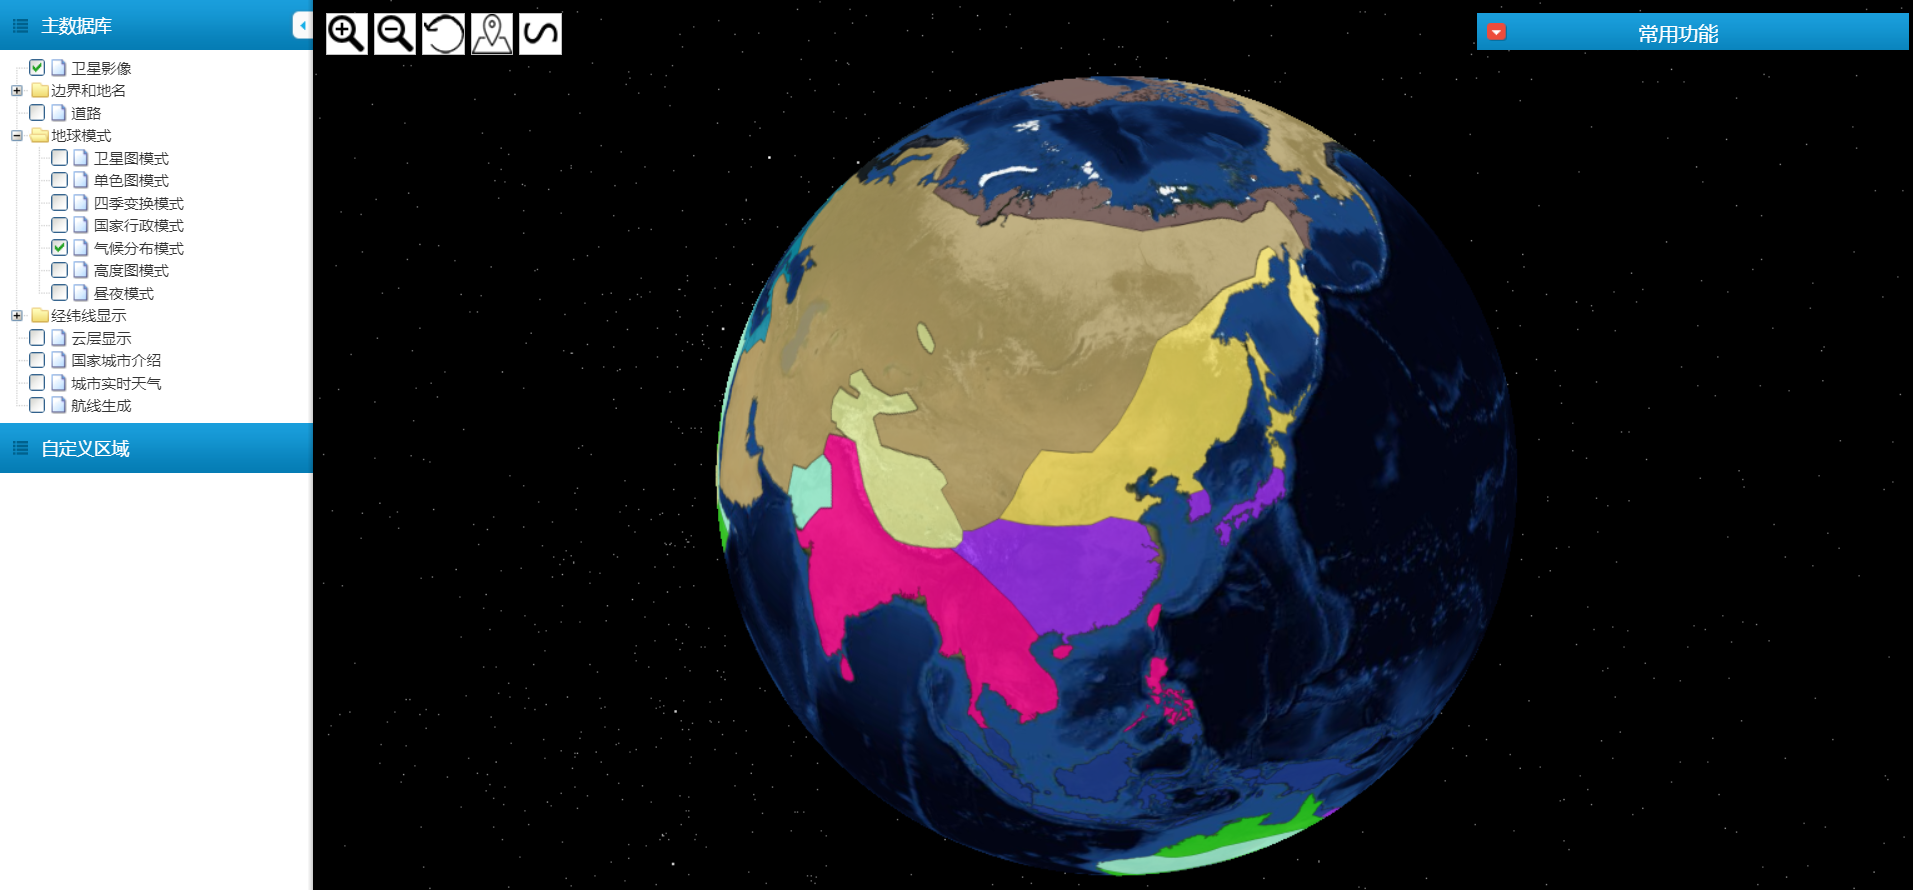 主数据库
卫星影像
边界和地名
道路
地球模式
卫星图模式
单色图模式
四季变换模式
国家行政模式
气候分布模式
高度图模式
昼夜模式
经纬线显示
云层显示
国家城市介绍
城市实时天气
航线生成
自定义区域
常用功能